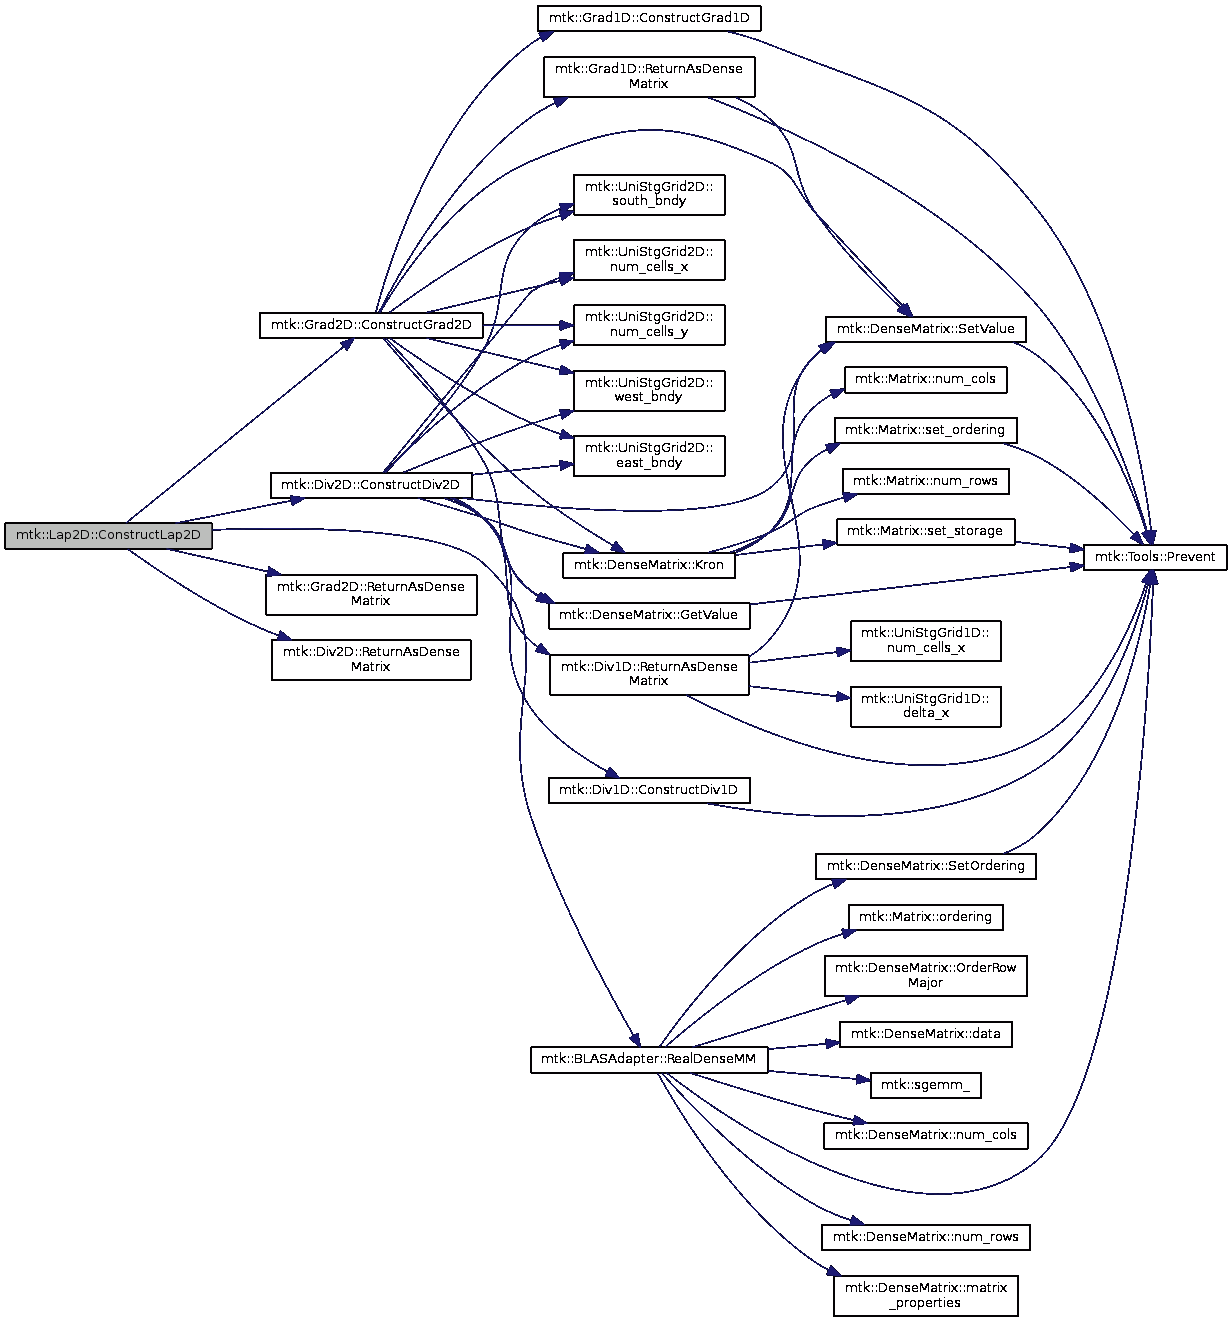 mtk::Lap2D::ConstructLap2D
mtk::Grad2D::ConstructGrad2D
mtk::Div2D::ConstructDiv2D
mtk::Grad2D::ReturnAsDense
Matrix
mtk::Div2D::ReturnAsDense
Matrix
mtk::Grad1D::ConstructGrad1D
mtk::Grad1D::ReturnAsDense
Matrix
mtk::UniStgGrid2D::
south_bndy
mtk::UniStgGrid2D::
num_cells_x
mtk::UniStgGrid2D::
num_cells_y
mtk::UniStgGrid2D::
west_bndy
mtk::UniStgGrid2D::
east_bndy
mtk::DenseMatrix::Kron
mtk::DenseMatrix::GetValue
mtk::Div1D::ReturnAsDense
Matrix
mtk::Div1D::ConstructDiv1D
mtk::BLASAdapter::RealDenseMM
mtk::DenseMatrix::SetValue
mtk::Matrix::num_cols
mtk::Matrix::set_ordering
mtk::Matrix::num_rows
mtk::Matrix::set_storage
mtk::UniStgGrid1D::
num_cells_x
mtk::UniStgGrid1D::
delta_x
mtk::DenseMatrix::SetOrdering
mtk::Matrix::ordering
mtk::DenseMatrix::OrderRow
Major
mtk::DenseMatrix::data
mtk::sgemm_
mtk::DenseMatrix::num_cols
mtk::DenseMatrix::num_rows
mtk::DenseMatrix::matrix
_properties
mtk::Tools::Prevent